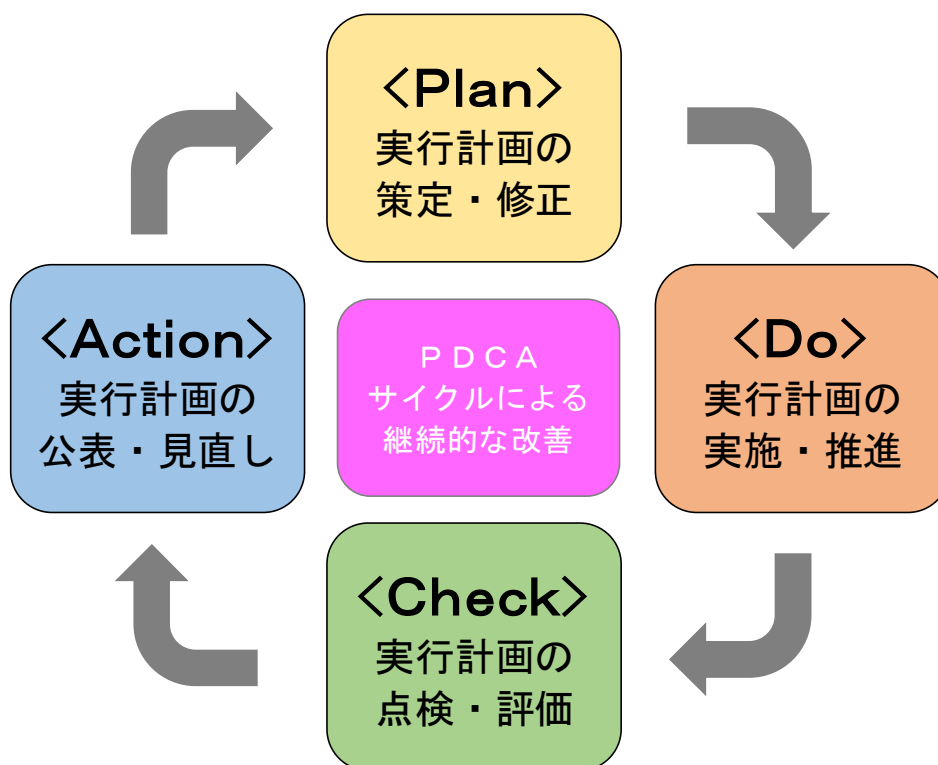 <Plan>
実行計画の
策定・修正
<Action>
実行計画の
公表・見直し
ＰＤＣＡ
サイクルによる
継続的な改善
<Do>
実行計画の
実施・推進
<Check>
実行計画の
点検・評価